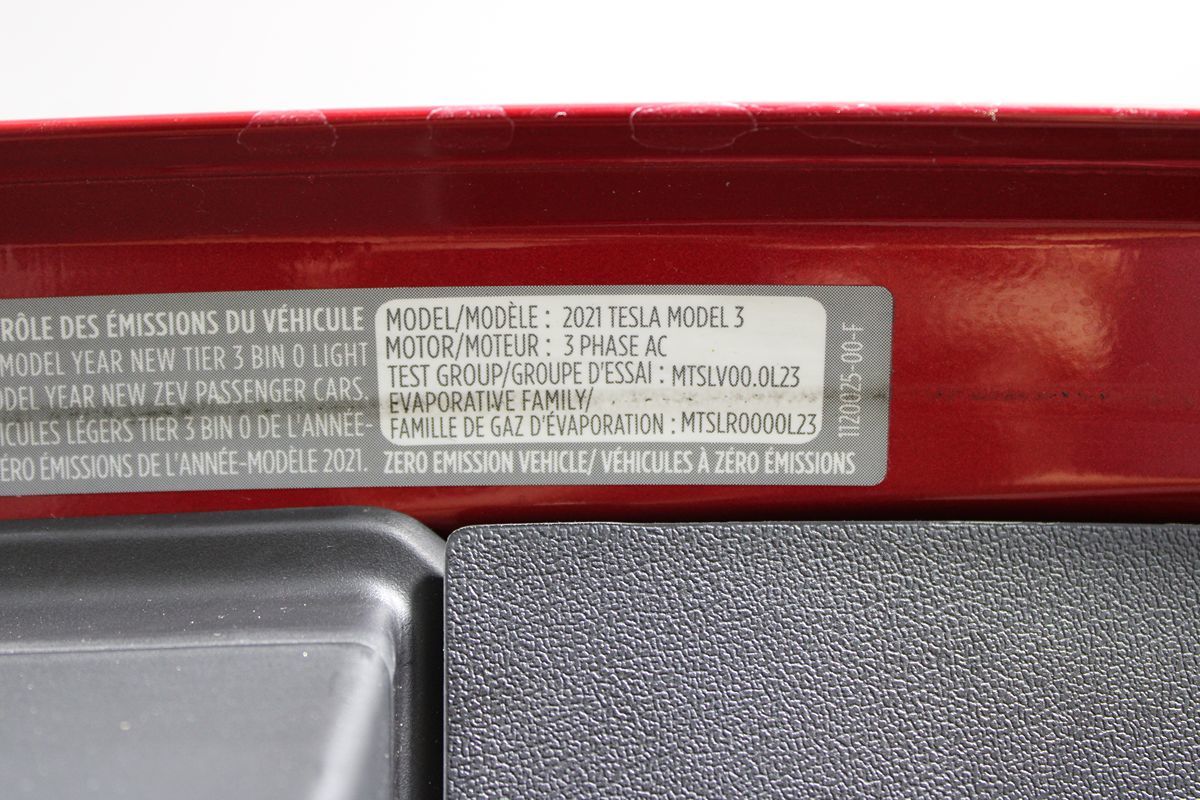 RÔLE DES ÉMISSIONS DU VÉHICULE
MODEL YEAR NEW TIER 3 BIN 0 LIGHT
MODEL YEAR NEW ZEV PASSENGER CARS.
ICULES LÉGERS TIER 3 BIN 0 DE L'ANNÉE-
ZÉRO ÉMISSIONS DE L'ANNÉE-MODÈLE 2021.
MODEL/MODÈLE : 2021 TESLA MODEL 3
MOTOR/MOTEUR : 3 PHASE AC
TEST GROUP/GROUPE D'ESSAI : MTSLV00.0L23
EVAPORATIVE FAMILY/
FAMILLE DE GAZ D'ÉVAPORATION : MTSLR0000L23
ZERO EMISSION VEHICLE/ VÉHICULES À ZÉRO ÉMISSIONS
1120025-00-F